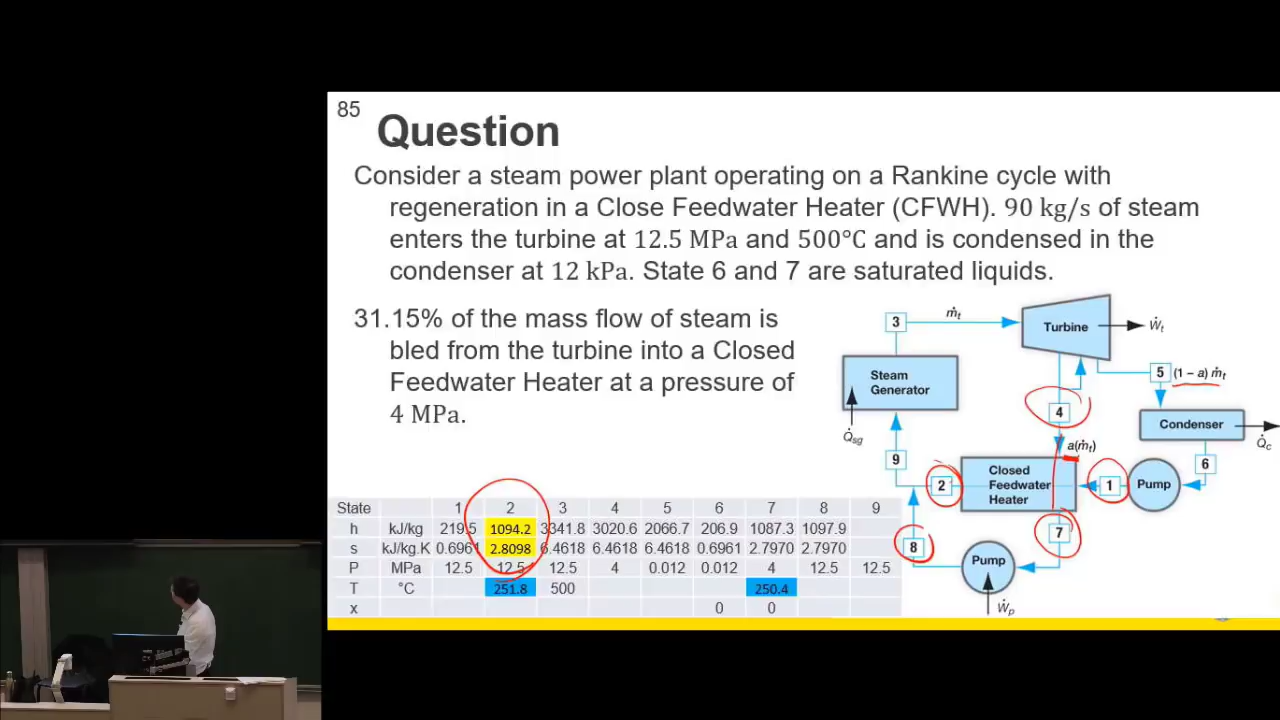 85
Question
Consider a steam power plant operating on a Rankine cycle with
regeneration in a Close Feedwater Heater (CFWH). 90 kg/s of steam
enters the turbine at 12.5 MPa and 500°C and is condensed in the
condenser at 12 kPa. State 6 and 7 are saturated liquids.
31.15% of the mass flow of steam is
bled from the turbine into a Closed
Feedwater Heater at a pressure of
4 MPa.
3
ṁt
Turbine
Ẇt
5
(1 − a) ṁt
Steam
Generator
Q̇sg
4
a(ṁt)
Condenser
Q̇c
6
9
2
Closed
Feedwater
Heater
1
Pump
8
7
Pump
Ẇp
State 1 2 3 4 5 6 7 8 9
h kJ/kg 219.5 1094.2 3341.8 3020.6 2066.7 206.9 1087.3 1097.9
s kJ/kg.K 0.6961 2.8098 6.4618 6.4618 6.4618 0.6961 2.7970 2.7970
P MPa 12.5 12.5 12.5 4 0.012 0.012 4 12.5 12.5
T °C 251.8 500 250.4
x 0 0